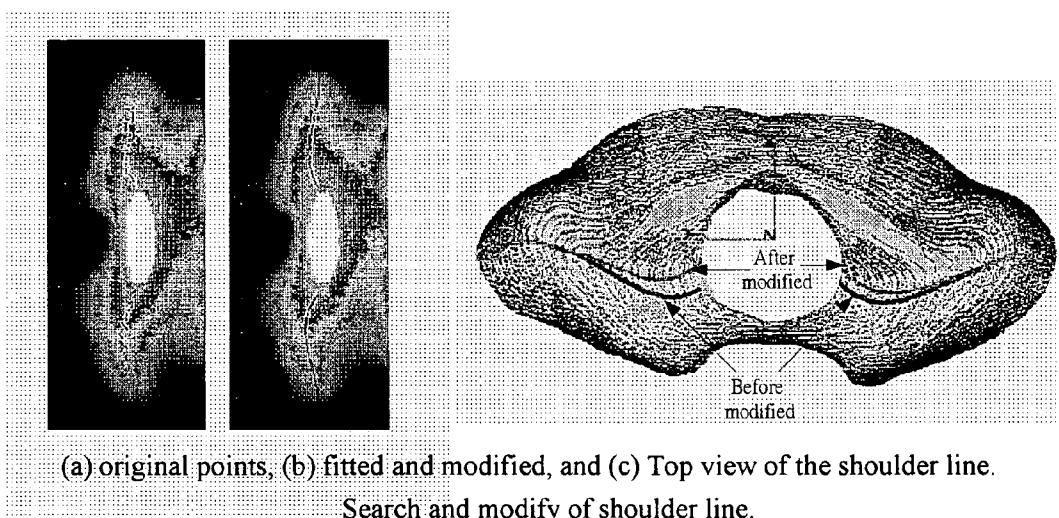 After
modified
Before
modified
(a) original points, (b) fitted and modified, and (c) Top view of the shoulder line.
Search and modify of shoulder line.